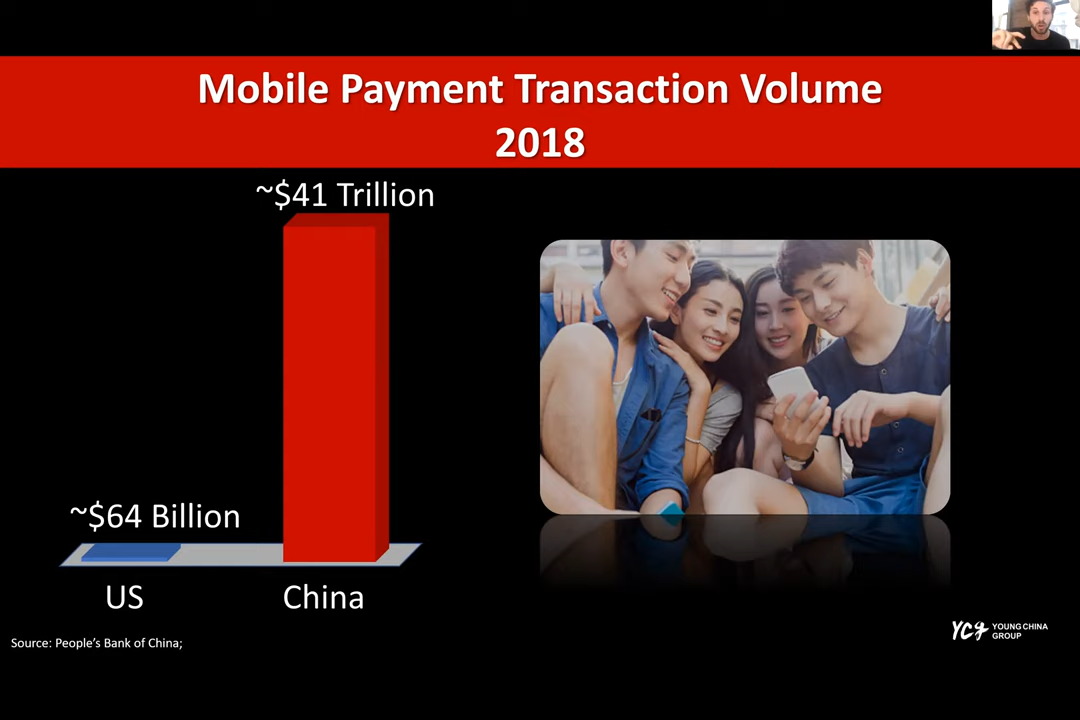 Mobile Payment Transaction Volume
2018
~$41 Trillion
~$64 Billion
US
China
Source: People's Bank of China;
YCg
YOUNG CHINA
GROUP